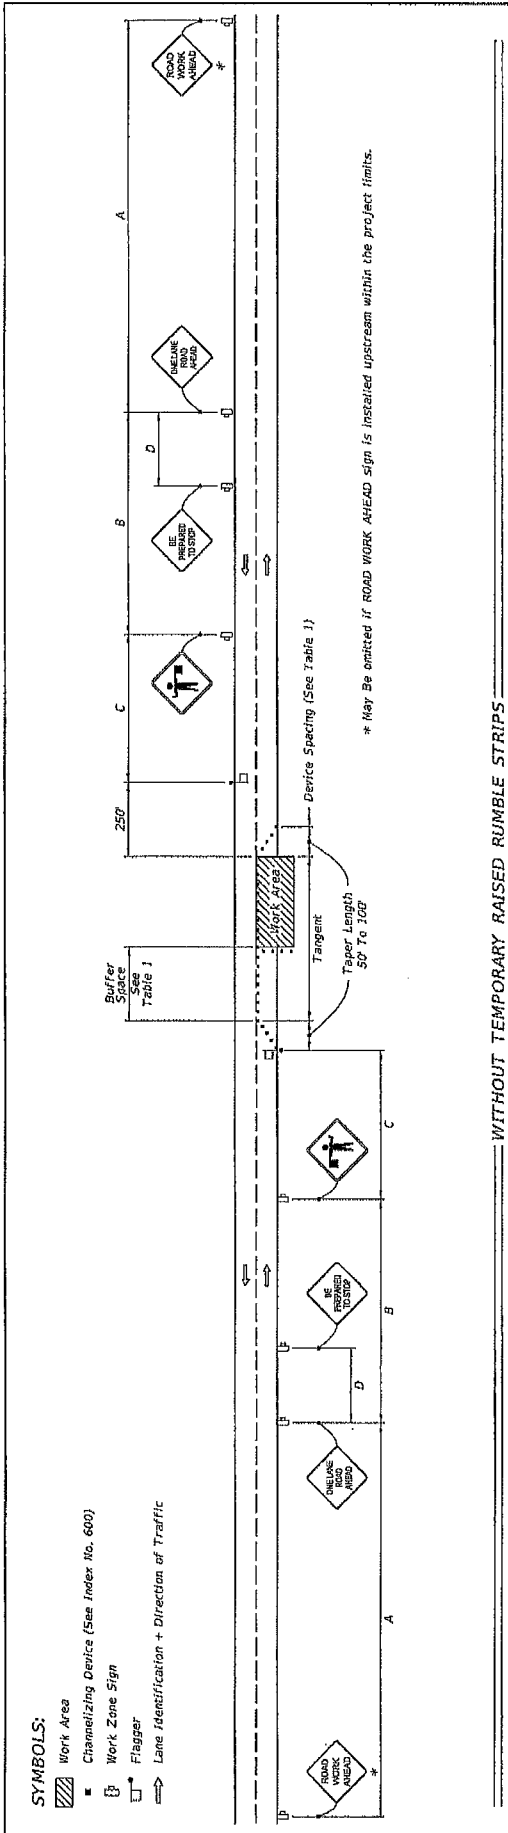 SYMBOLS:
Work Area
Channelizing Device (See Index No. 600)
Work Zone Sign
Flagger
Lane Identification + Direction of Traffic
A
B
C
250'
D
ROAD
WORK
AHEAD
*
ONE LANE
ROAD
AHEAD
BE
PREPARED
TO STOP
Buffer
Space
See
Table 1
Work Area
Device Spacing (See Table 1)
Tangent
Taper Length
50' To 100'
* May Be omitted if ROAD WORK AHEAD sign is installed upstream within the project limits.
ROAD
WORK
AHEAD
*
ONE LANE
ROAD
AHEAD
BE
PREPARED
TO STOP
D
A
B
C
WITHOUT TEMPORARY RAISED RUMBLE STRIPS